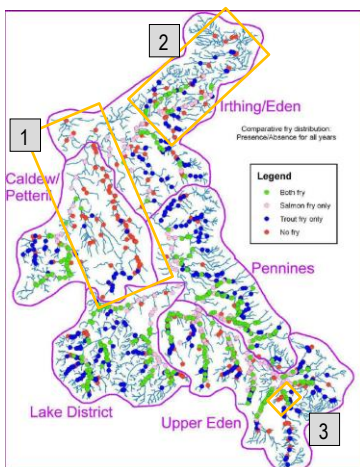 2
1
Irthing/Eden
Comparative fry distribution:
Presence/Absence for all years
Legend
Both fry
Salmon fry only
Trout fry only
No fry
Caldew/
Petteril
Pennines
Lake District
Upper Eden
3